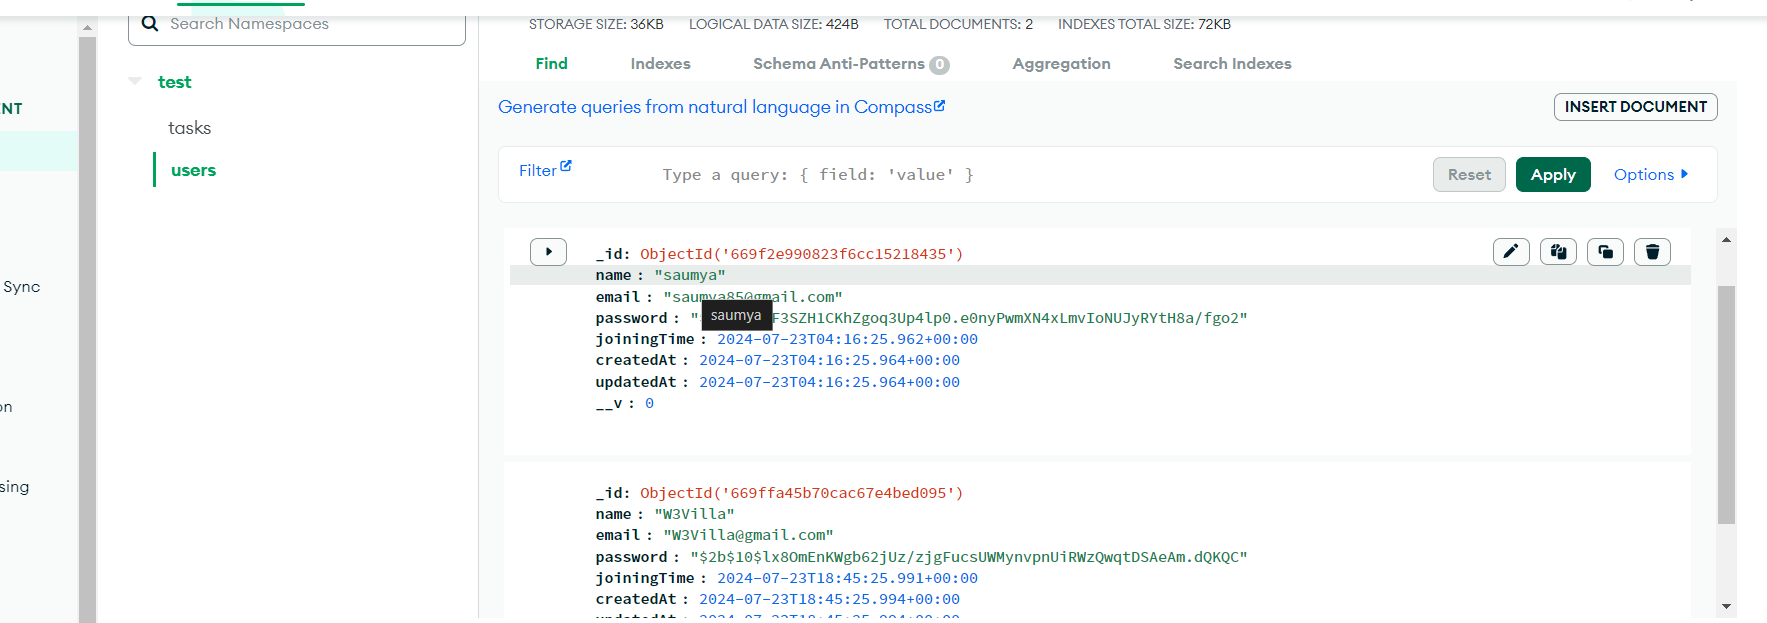 Search Namespaces
STORAGE SIZE: 36KB LOGICAL DATA SIZE: 424B TOTAL DOCUMENTS: 2 INDEXES TOTAL SIZE: 72KB
Find Indexes Schema Anti-Patterns 0 Aggregation Search Indexes
ENT
test
tasks
users
Sync
on
sing
Generate queries from natural language in Compass
INSERT DOCUMENT
Filter Type a query: { field: 'value' } Reset Apply Options
_id: ObjectId('669f2e990823f6cc15218435')
name : "saumya"
email : "saumya85@gmail.com"
saumya
password : " F3SZH1CKhZgoq3Up4lp0.e0nyPwmXN4xLmvIoNUJyRYtH8a/fgo2"
joiningTime : 2024-07-23T04:16:25.962+00:00
createdAt : 2024-07-23T04:16:25.964+00:00
updatedAt : 2024-07-23T04:16:25.964+00:00
__v : 0
_id: ObjectId('669ffa45b70cac67e4bed095')
name : "W3Villa"
email : "W3Villa@gmail.com"
password : "$2b$10$lx8OmEnKWgb62jUz/zjgFucsUWMynvpnUiRWzQwqtDSAeAm.dQKQC"
joiningTime : 2024-07-23T18:45:25.991+00:00
createdAt : 2024-07-23T18:45:25.994+00:00